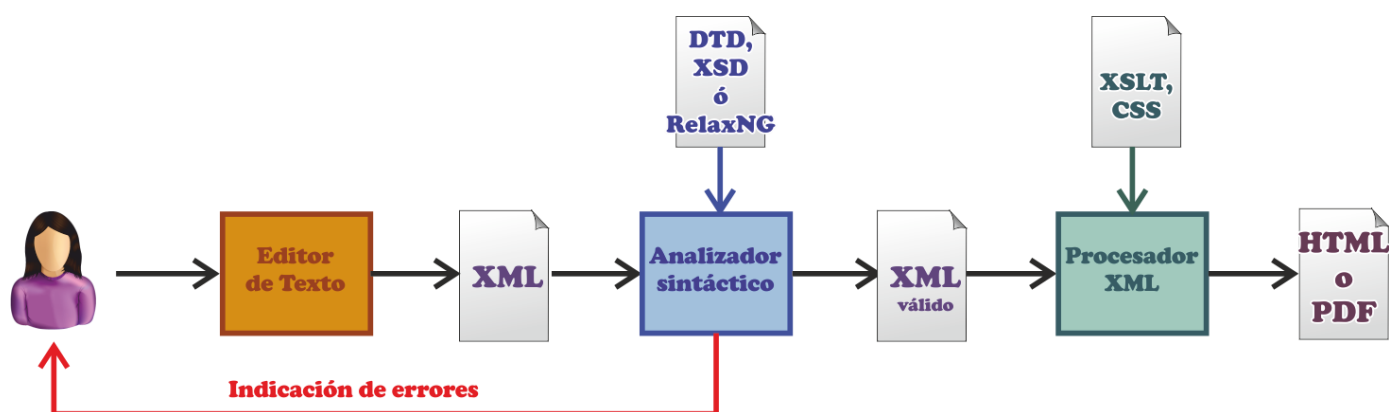 DTD,
XSD
ó
RelaxNG
XSLT,
CSS
Editor
de Texto
XML
Analizador
sintáctico
XML
válido
Procesador
XML
HTML
o
PDF
Indicación de errores